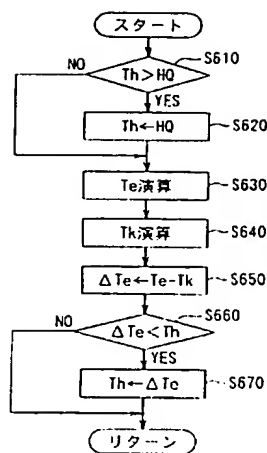 スタート
S610
Th>HQ
NO
YES
S620
Th←HQ
S630
Te演算
S640
Tk演算
S650
ΔTe←Te-Tk
S660
NO
ΔTe<Th
YES
S670
Th←ΔTe
リターン